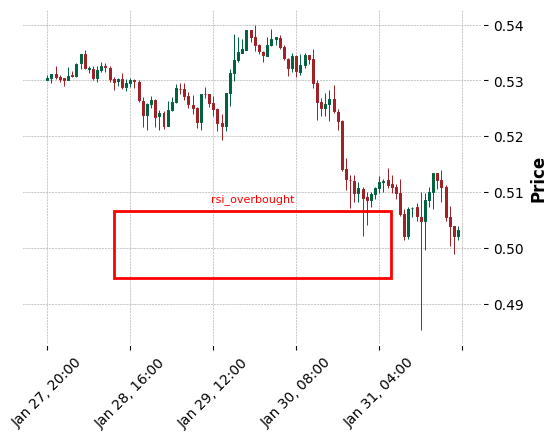 0.54
0.53
0.52
0.51
0.50
0.49
Price
rsi_overbought
Jan 27, 20:00
Jan 28, 16:00
Jan 29, 12:00
Jan 30, 08:00
Jan 31, 04:00